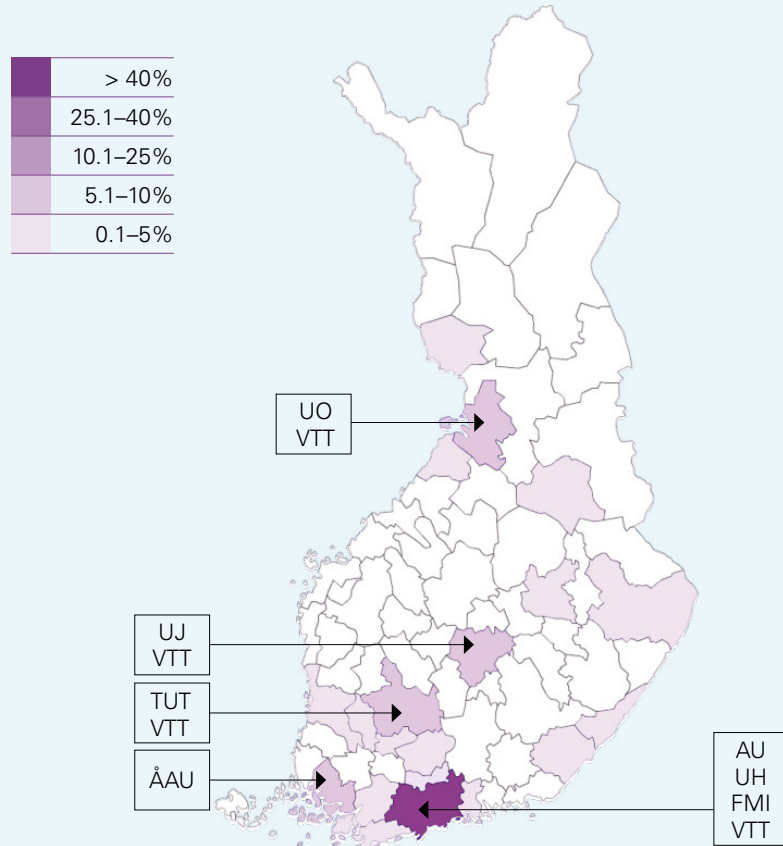 > 40%
25.1–40%
10.1–25%
5.1–10%
0.1–5%
UO
VTT
UJ
VTT
TUT
VTT
ÅAU
AU
UH
FMI
VTT